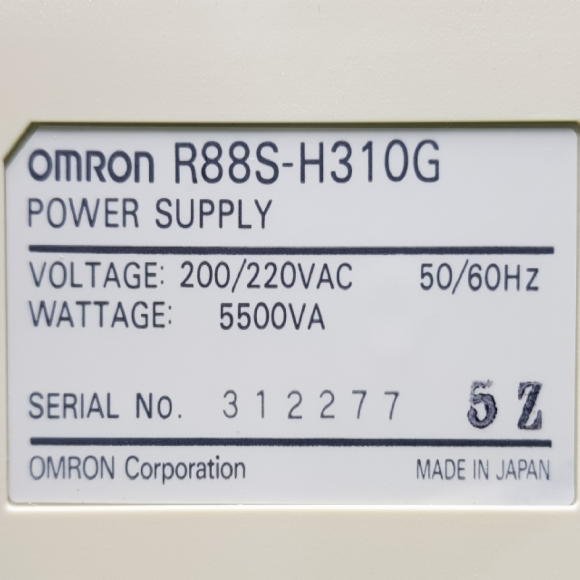 OMRON R88S-H310G
POWER SUPPLY
VOLTAGE: 200/220VAC 50/60Hz
WATTAGE: 5500VA
SERIAL No. 312277 5Z
OMRON Corporation MADE IN JAPAN